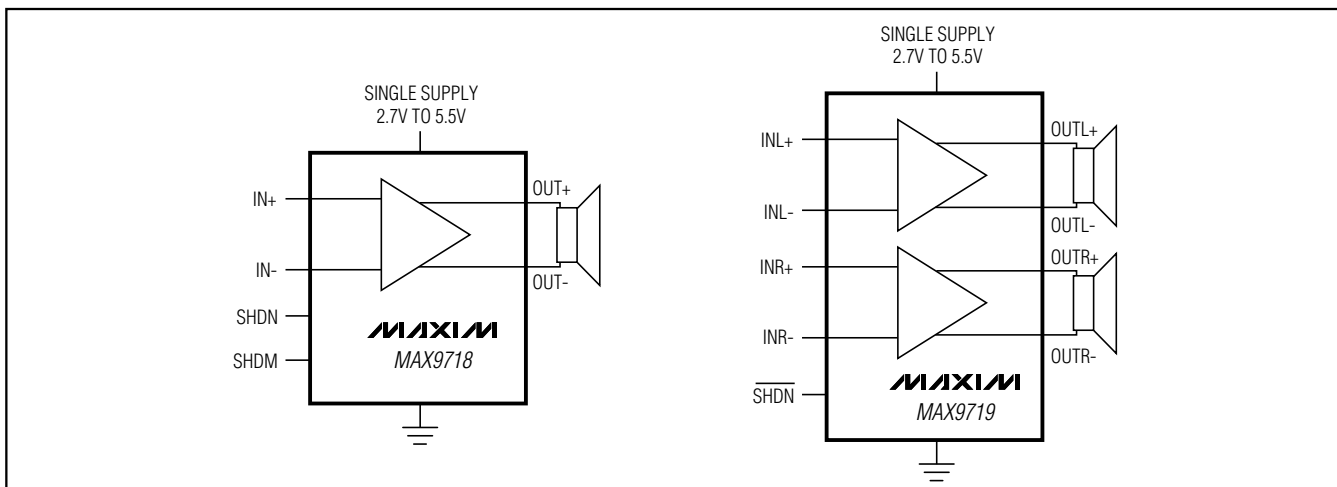 SINGLE SUPPLY
2.7V TO 5.5V
IN+
IN-
SHDN
SHDM
OUT+
OUT-
MAXIM
MAX9718
SINGLE SUPPLY
2.7V TO 5.5V
INL+
INL-
INR+
INR-
SHDN
OUTL+
OUTL-
OUTR+
OUTR-
MAXIM
MAX9719